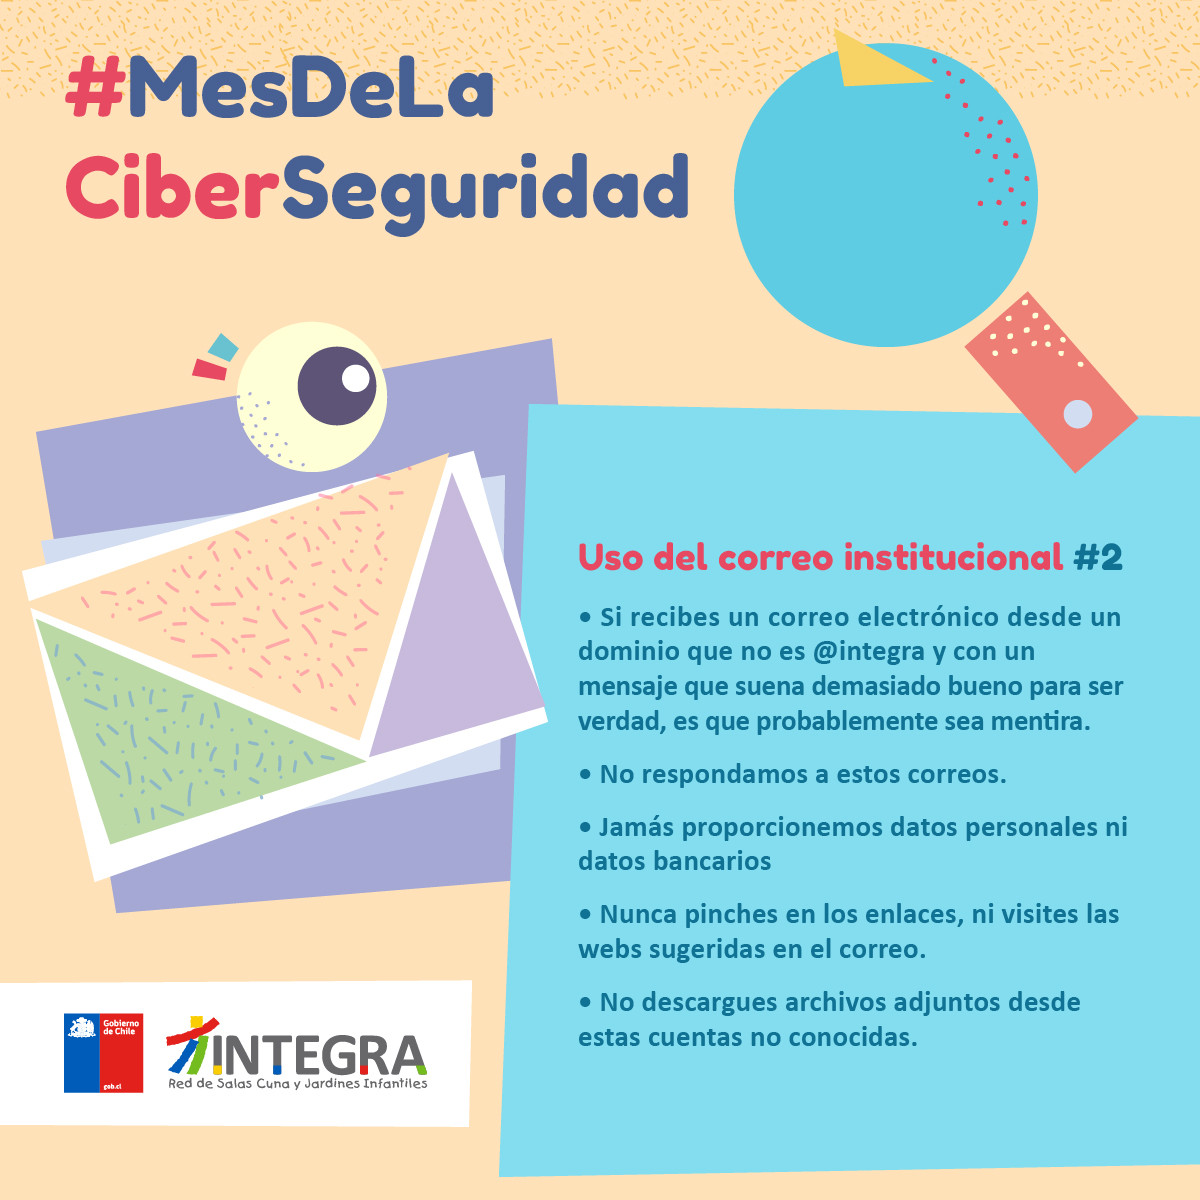 #MesDeLa
CiberSeguridad
Uso del correo institucional #2
• Si recibes un correo electrónico desde un
dominio que no es @integra y con un
mensaje que suena demasiado bueno para ser
verdad, es que probablemente sea mentira.
• No respondamos a estos correos.
• Jamás proporcionemos datos personales ni
datos bancarios
• Nunca pinches en los enlaces, ni visites las
webs sugeridas en el correo.
• No descargues archivos adjuntos desde
estas cuentas no conocidas.
Gobierno
de Chile
gob.cl
INTEGRA
Red de Salas Cuna y Jardines Infantiles